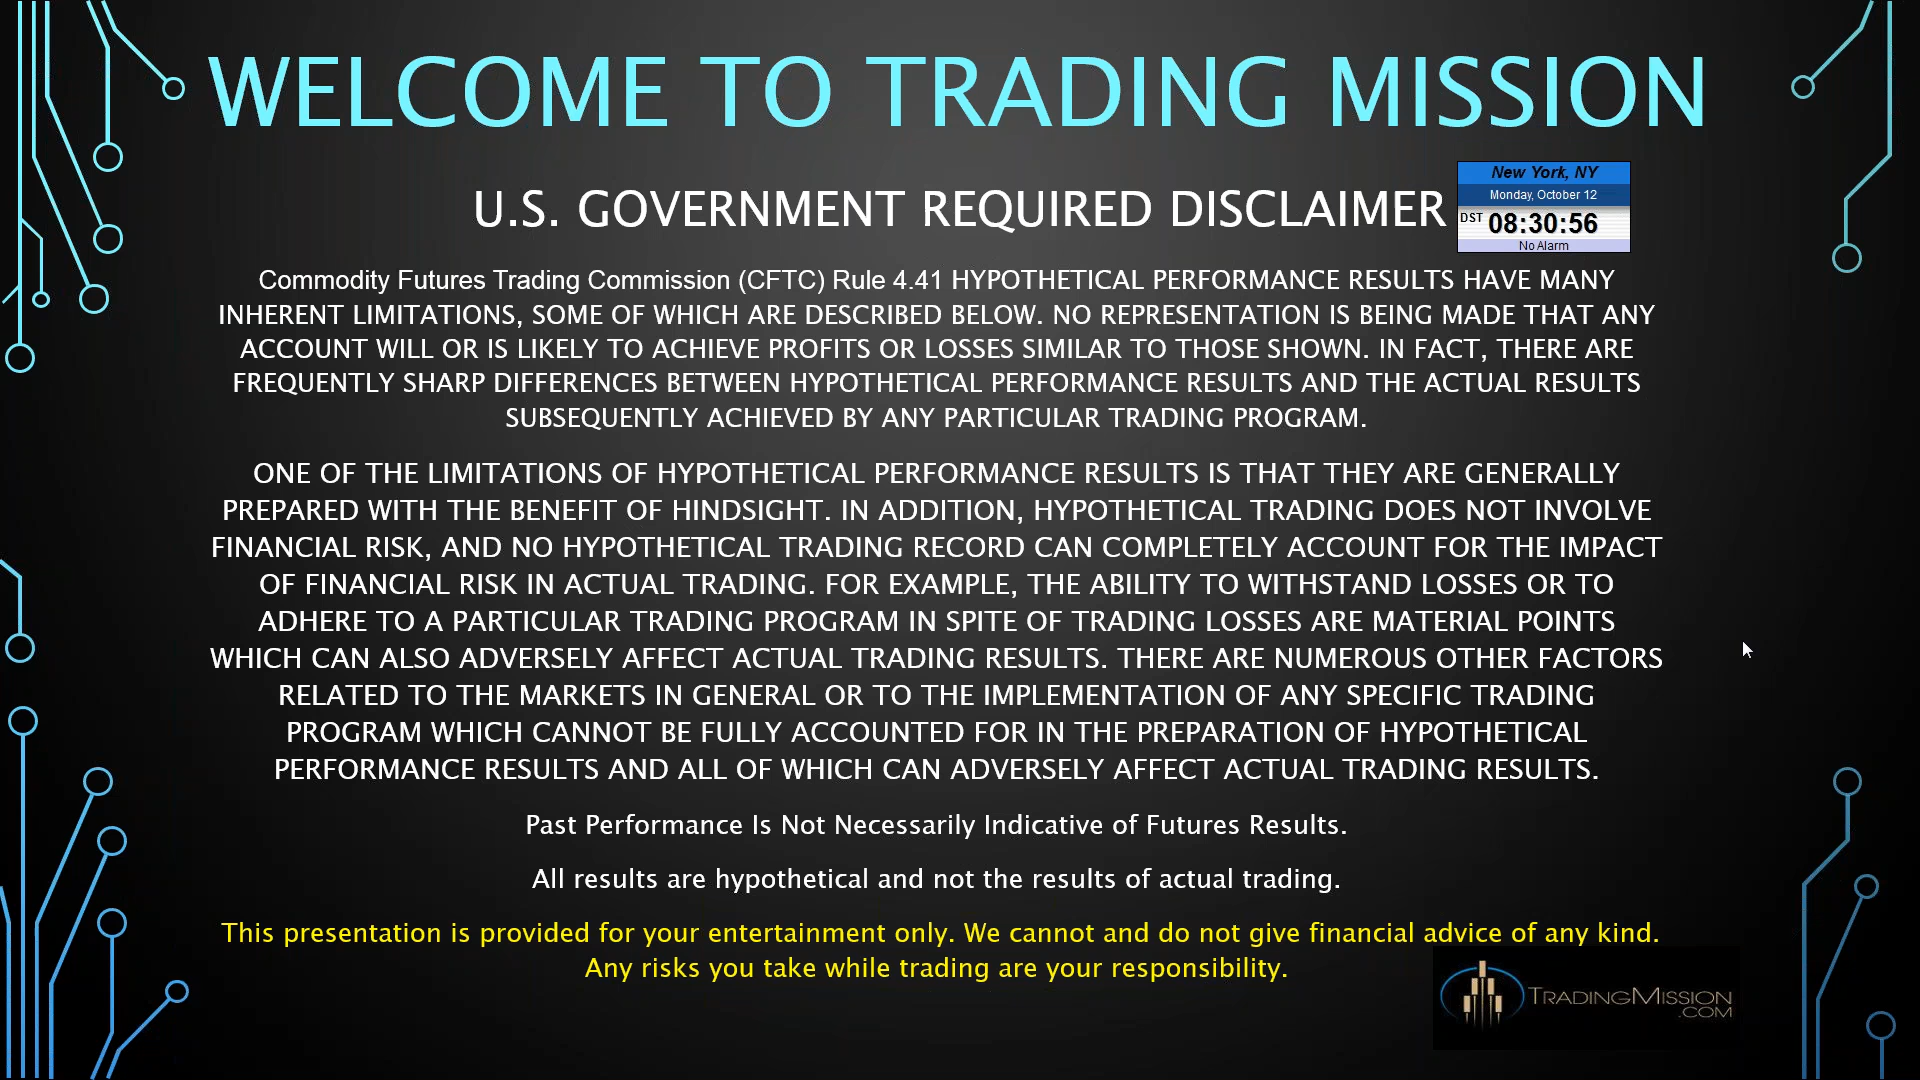 WELCOME TO TRADING MISSION
U.S. GOVERNMENT REQUIRED DISCLAIMER
New York, NY
Monday, October 12
DST 08:30:56
No Alarm
Commodity Futures Trading Commission (CFTC) Rule 4.41 HYPOTHETICAL PERFORMANCE RESULTS HAVE MANY
INHERENT LIMITATIONS, SOME OF WHICH ARE DESCRIBED BELOW. NO REPRESENTATION IS BEING MADE THAT ANY
ACCOUNT WILL OR IS LIKELY TO ACHIEVE PROFITS OR LOSSES SIMILAR TO THOSE SHOWN. IN FACT, THERE ARE
FREQUENTLY SHARP DIFFERENCES BETWEEN HYPOTHETICAL PERFORMANCE RESULTS AND THE ACTUAL RESULTS
SUBSEQUENTLY ACHIEVED BY ANY PARTICULAR TRADING PROGRAM.
ONE OF THE LIMITATIONS OF HYPOTHETICAL PERFORMANCE RESULTS IS THAT THEY ARE GENERALLY
PREPARED WITH THE BENEFIT OF HINDSIGHT. IN ADDITION, HYPOTHETICAL TRADING DOES NOT INVOLVE
FINANCIAL RISK, AND NO HYPOTHETICAL TRADING RECORD CAN COMPLETELY ACCOUNT FOR THE IMPACT
OF FINANCIAL RISK IN ACTUAL TRADING. FOR EXAMPLE, THE ABILITY TO WITHSTAND LOSSES OR TO
ADHERE TO A PARTICULAR TRADING PROGRAM IN SPITE OF TRADING LOSSES ARE MATERIAL POINTS
WHICH CAN ALSO ADVERSELY AFFECT ACTUAL TRADING RESULTS. THERE ARE NUMEROUS OTHER FACTORS
RELATED TO THE MARKETS IN GENERAL OR TO THE IMPLEMENTATION OF ANY SPECIFIC TRADING
PROGRAM WHICH CANNOT BE FULLY ACCOUNTED FOR IN THE PREPARATION OF HYPOTHETICAL
PERFORMANCE RESULTS AND ALL OF WHICH CAN ADVERSELY AFFECT ACTUAL TRADING RESULTS.
Past Performance Is Not Necessarily Indicative of Futures Results.
All results are hypothetical and not the results of actual trading.
This presentation is provided for your entertainment only. We cannot and do not give financial advice of any kind.
Any risks you take while trading are your responsibility.
TRADINGMISSION
.COM